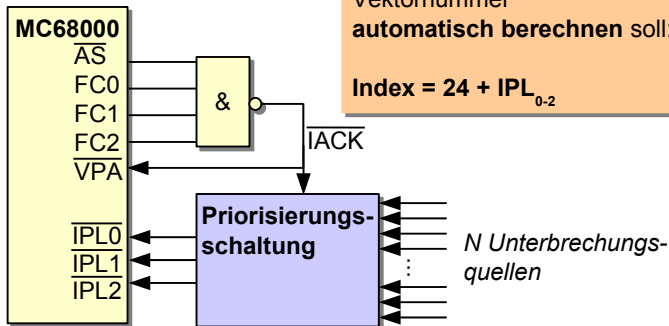 MC68000
AS
FC0
FC1
FC2
VPA
IPL0
IPL1
IPL2
&
IACK
Vektornummer
automatisch berechnen soll:
Index = 24 + IPL0-2
Priorisierungs-
schaltung
N Unterbrechungs-
quellen